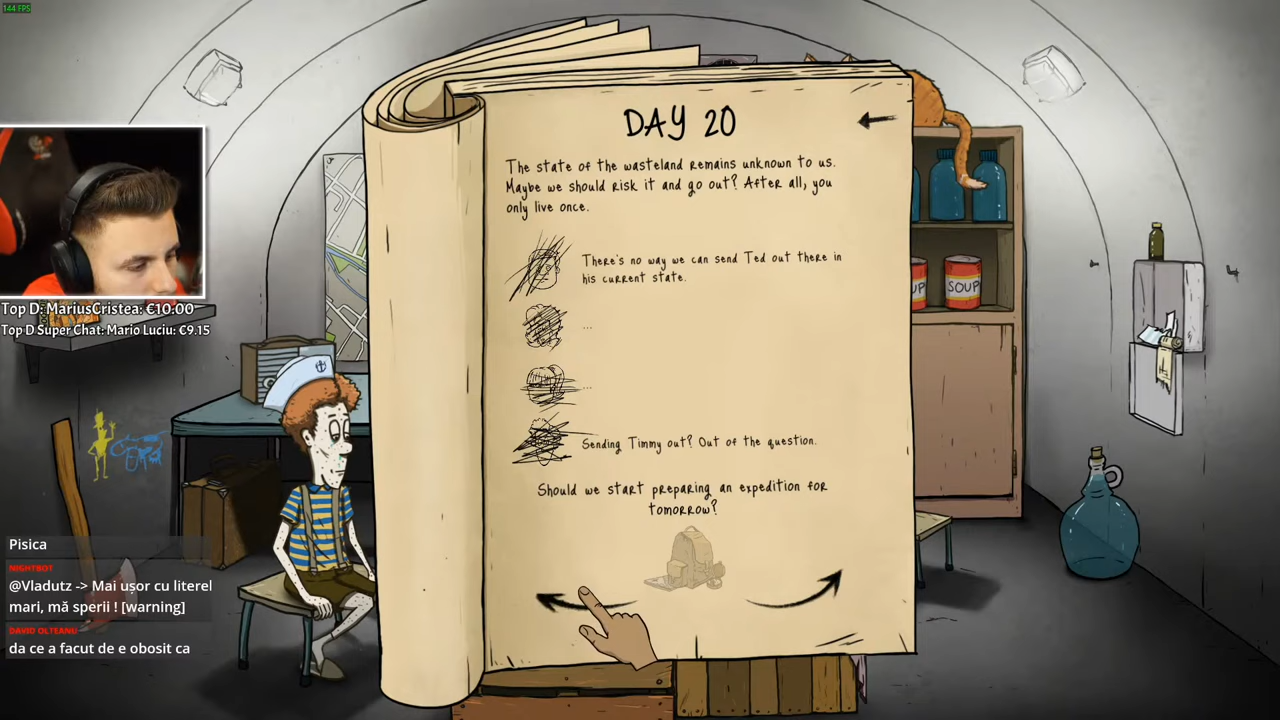 144 FPS
DAY 20
The state of the wasteland remains unknown to us.
Maybe we should risk it and go out? After all, you
only live once.
There's no way we can send Ted out there in
his current state.
...
...
Sending Timmy out? Out of the question.
Should we start preparing an expedition for
tomorrow?
UP
SOUP
Top D: MariusCristea: €10.00
Top D Super Chat: Mario Luciu: €9.15
Pisica
NIGHTBOT
@Vladutz -> Mai ușor cu literel
mari, mă sperii ! [warning]
DAVID OLTEANU
da ce a facut de e obosit ca